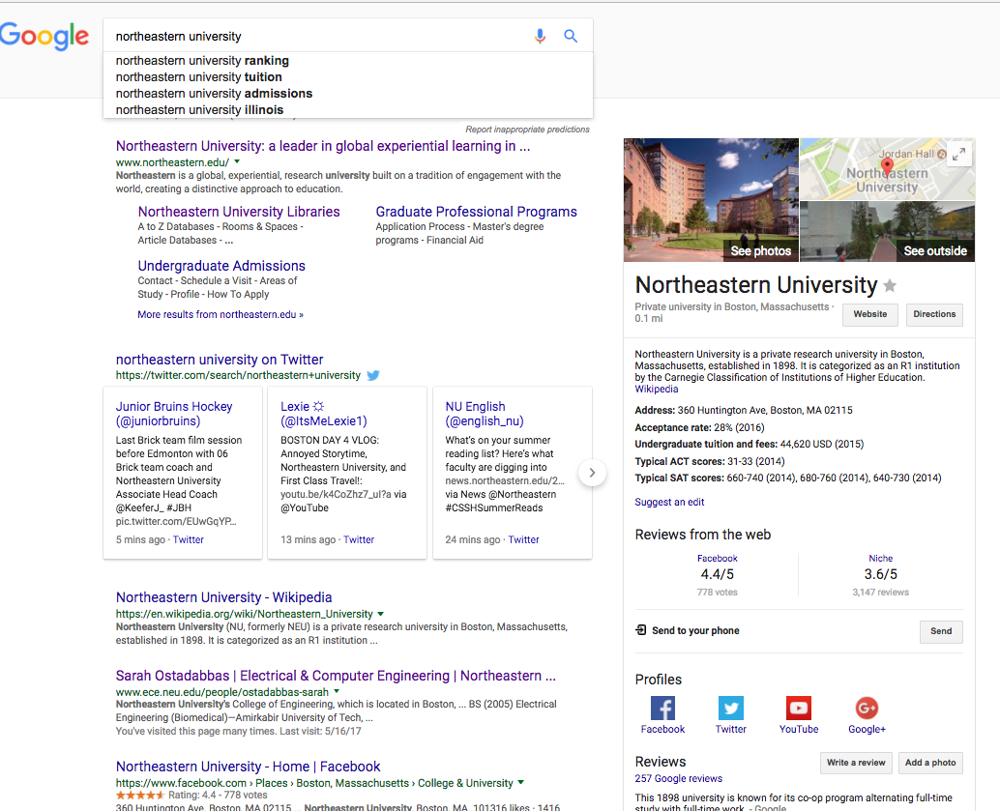 Google
northeastern university
northeastern university ranking
northeastern university tuition
northeastern university admissions
northeastern university illinois
Report inappropriate predictions
Northeastern University: a leader in global experiential learning in ...
www.northeastern.edu/
Northeastern is a global, experiential, research university built on a tradition of engagement with the
world, creating a distinctive approach to education.
Northeastern University Libraries
A to Z Databases - Rooms & Spaces -
Article Databases - ...
Graduate Professional Programs
Application Process - Master's degree
programs - Financial Aid
Undergraduate Admissions
Contact - Schedule a Visit - Areas of
Study - Profile - How To Apply
More results from northeastern.edu »
northeastern university on Twitter
https://twitter.com/search/northeastern+university
Junior Bruins Hockey
(@juniorbruins)
Last Brick team film session
before Edmonton with 06
Brick team coach and
Northeastern University
Associate Head Coach
@KeeferJ_ #JBH
pic.twitter.com/EUwGqYP...
5 mins ago · Twitter
Lexie ☼
(@ItsMeLexie1)
BOSTON DAY 4 VLOG:
Annoyed Storytime,
Northeastern University, and
First Class Travel!:
youtu.be/k4CoZhz7_uI?a via
@YouTube
13 mins ago · Twitter
NU English
(@english_nu)
What's on your summer
reading list? Here's what
faculty are digging into
news.northeastern.edu/2...
via News @Northeastern
#CSSHSummerReads
24 mins ago · Twitter
Northeastern University - Wikipedia
https://en.wikipedia.org/wiki/Northeastern_University
Northeastern University (NU, formerly NEU) is a private research university in Boston, Massachusetts,
established in 1898. It is categorized as an R1 institution ...
Sarah Ostadabbas | Electrical & Computer Engineering | Northeastern ...
www.ece.neu.edu/people/ostadabbas-sarah
Northeastern University's College of Engineering, which is located in Boston, ... BS (2005) Electrical
Engineering (Biomedical)—Amirkabir University of Tech, ...
You've visited this page many times. Last visit: 5/16/17
Northeastern University - Home | Facebook
https://www.facebook.com › Places › Boston, Massachusetts › College & University
Rating: 4.4 - 778 votes
360 Huntington Ave, Boston, MA 02115 ... Northeastern University, Boston, MA. 101316 likes · 1416
Jordan Hall
Northeastern
University
See photos
See outside
Northeastern University
Private university in Boston, Massachusetts ·
0.1 mi
Website
Directions
Northeastern University is a private research university in Boston,
Massachusetts, established in 1898. It is categorized as an R1 institution
by the Carnegie Classification of Institutions of Higher Education.
Wikipedia
Address: 360 Huntington Ave, Boston, MA 02115
Acceptance rate: 28% (2016)
Undergraduate tuition and fees: 44,620 USD (2015)
Typical ACT scores: 31-33 (2014)
Typical SAT scores: 660-740 (2014), 680-760 (2014), 640-730 (2014)
Suggest an edit
Reviews from the web
Facebook
4.4/5
778 votes
Niche
3.6/5
3,147 reviews
Send to your phone
Send
Profiles
Facebook
Twitter
YouTube
Google+
Reviews
Write a review
Add a photo
257 Google reviews
This 1898 university is known for its co-op program alternating full-time
study with full-time work. - Google